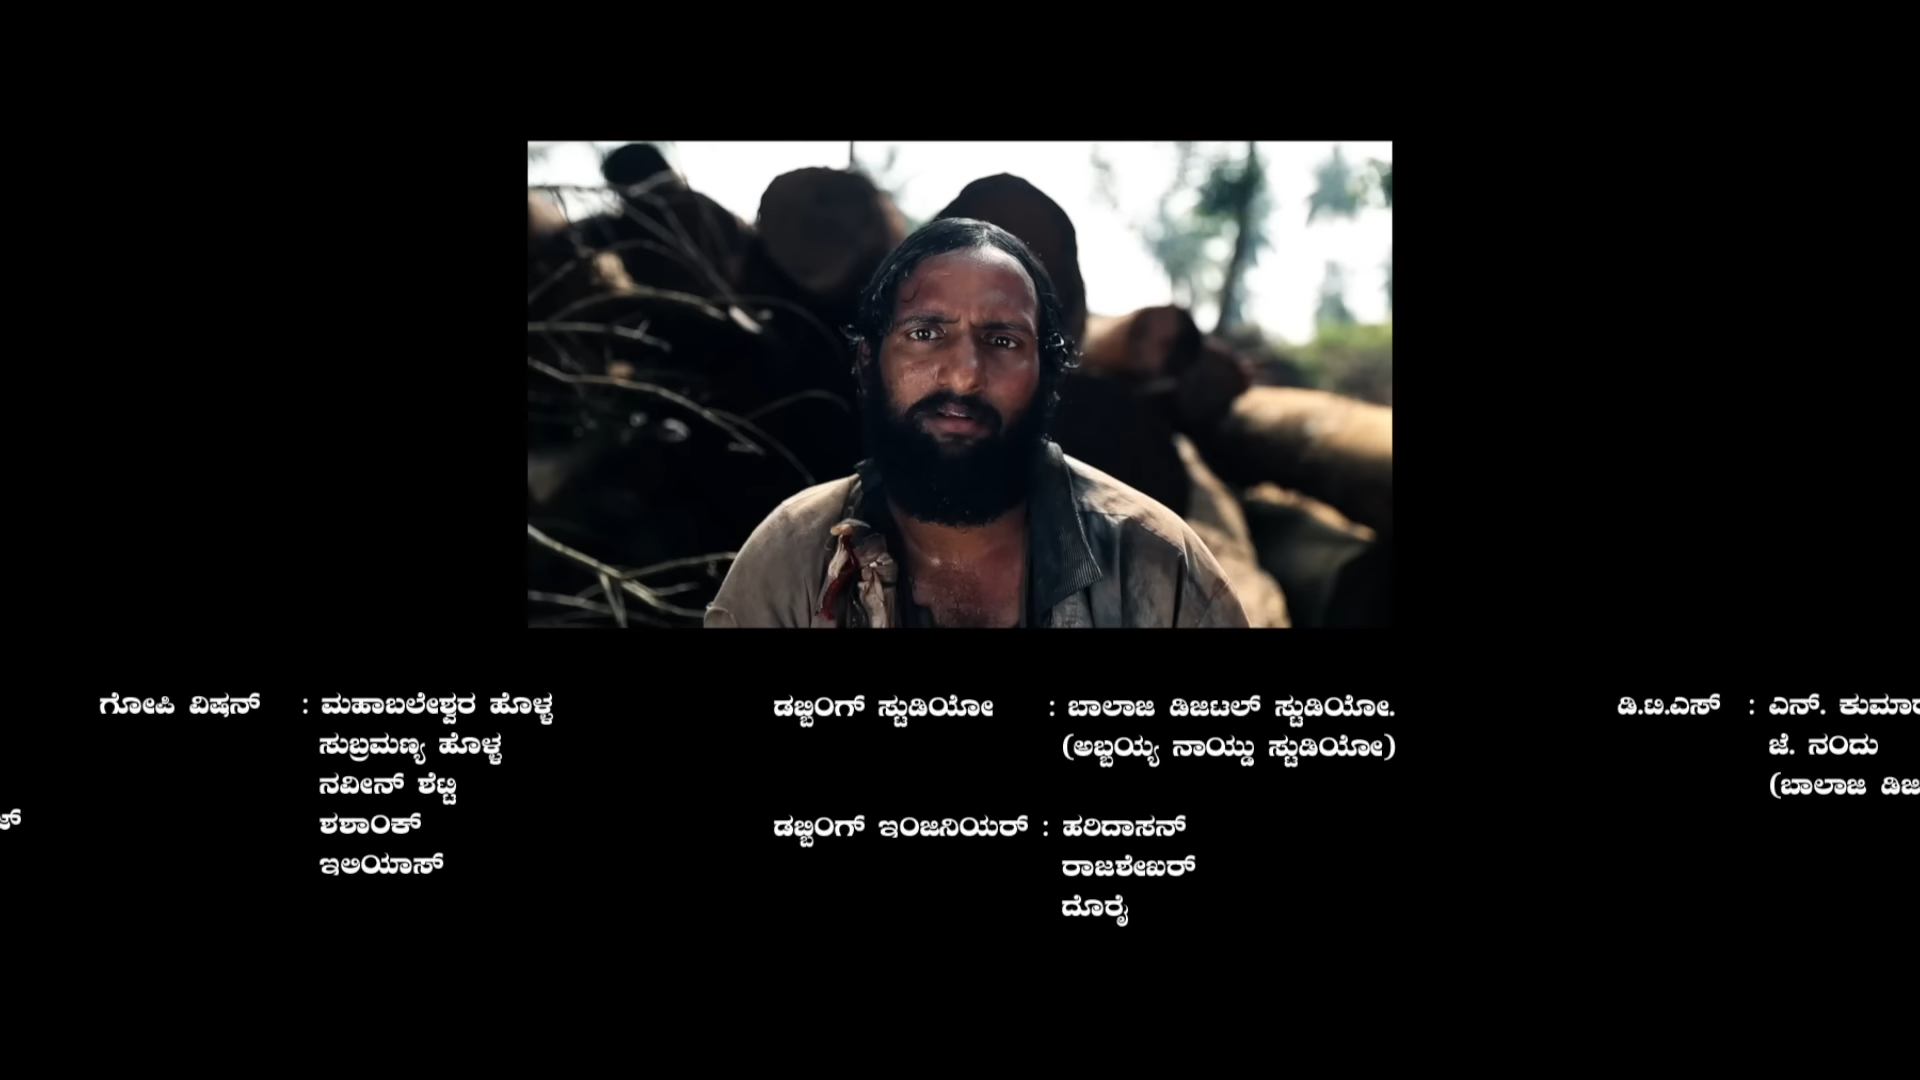 ಗೋಪಿ ವಿಷನ್ : ಮಹಾಬಲೇಶ್ವರ ಹೊಳ್ಳ
ಸುಬ್ರಮಣ್ಯ ಹೊಳ್ಳ
ನವೀನ್ ಶೆಟ್ಟಿ
ಶಶಾಂಕ್
ಇಲಿಯಾಸ್
ಡಬ್ಬಿಂಗ್ ಸ್ಟುಡಿಯೋ : ಬಾಲಾಜಿ ಡಿಜಿಟಲ್ ಸ್ಟುಡಿಯೋ.
(ಅಬ್ಬಯ್ಯ ನಾಯ್ಡು ಸ್ಟುಡಿಯೋ)
ಡಬ್ಬಿಂಗ್ ಇಂಜಿನಿಯರ್ : ಹರಿದಾಸನ್
ರಾಜಶೇಖರ್
ದೊರೈ
ಡಿ.ಟಿ.ಎಸ್ : ಎನ್.
ಜೆ. ನಂದು
(ಬಾಲಾಜಿ